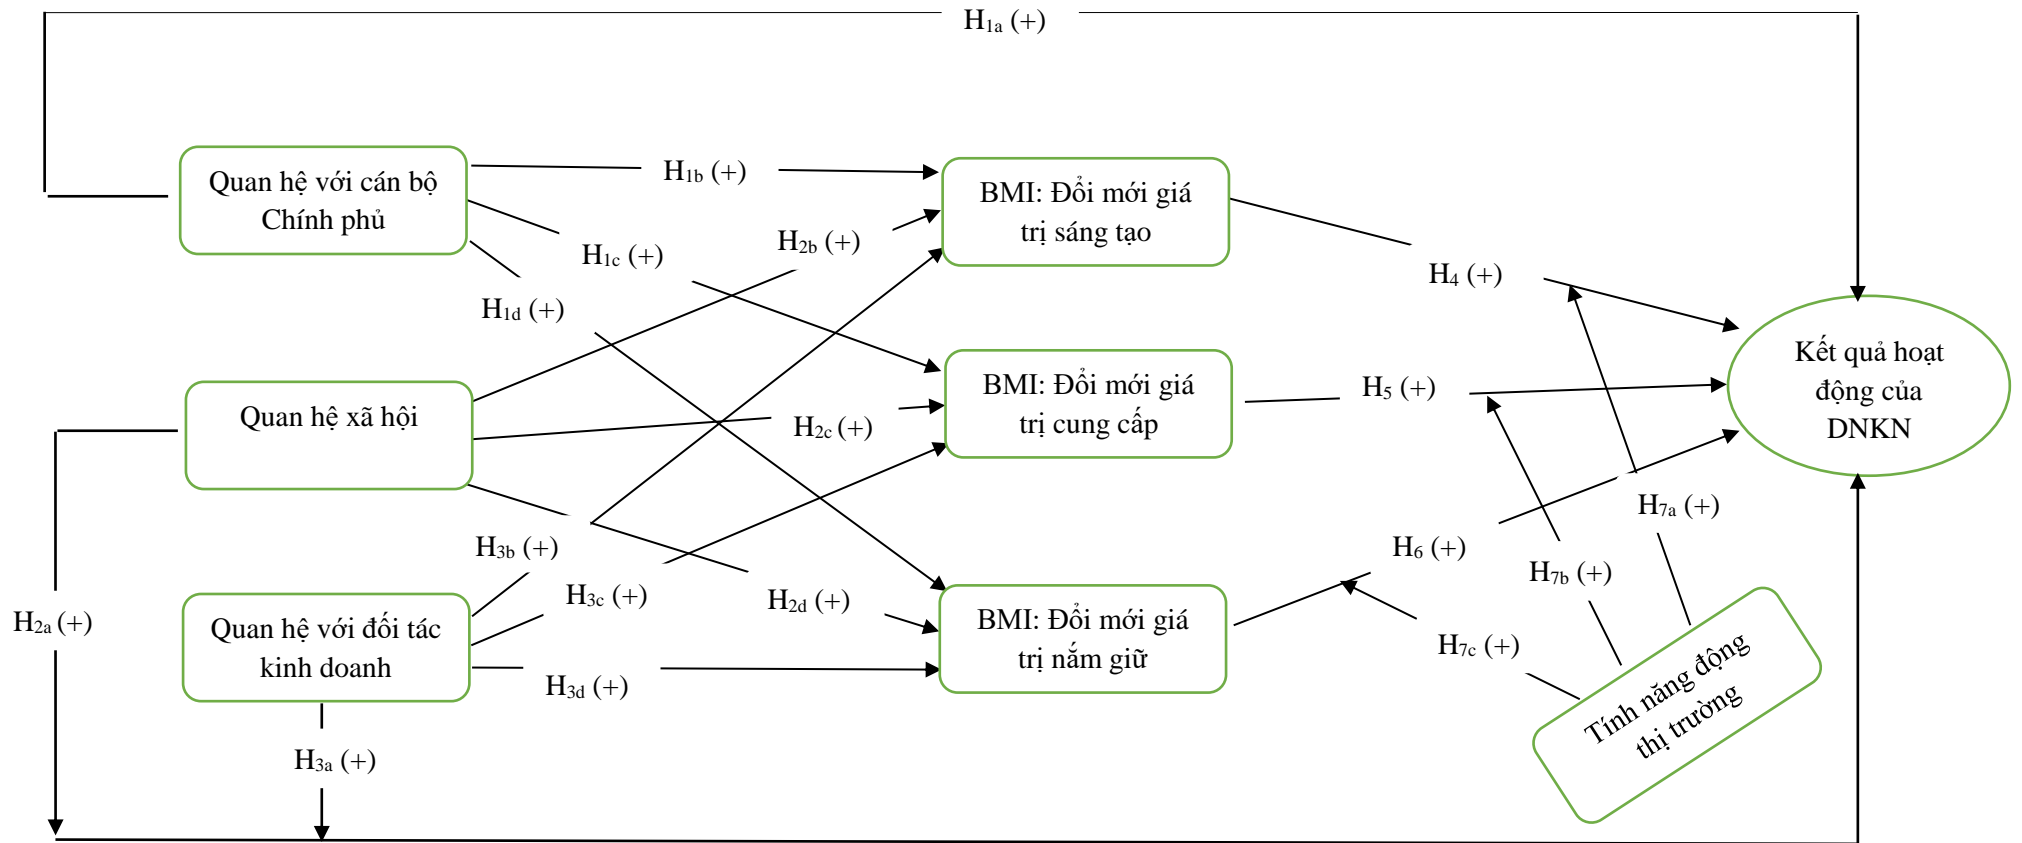 H1a (+)
Quan hệ với cán bộ
Chính phủ
H1b (+)
H1c (+)
H1d (+)
BMI: Đổi mới giá
trị sáng tạo
H2b (+)
H4 (+)
Quan hệ xã hội
H2c (+)
BMI: Đổi mới giá
trị cung cấp
H5 (+)
Kết quả hoạt
động của
DNKN
H3b (+)
H3c (+)
H2d (+)
H6 (+)
H7a (+)
H7b (+)
H7c (+)
H2a (+)
Quan hệ với đối tác
kinh doanh
H3d (+)
BMI: Đổi mới giá
trị nắm giữ
Tính năng động
thị trường
H3a (+)